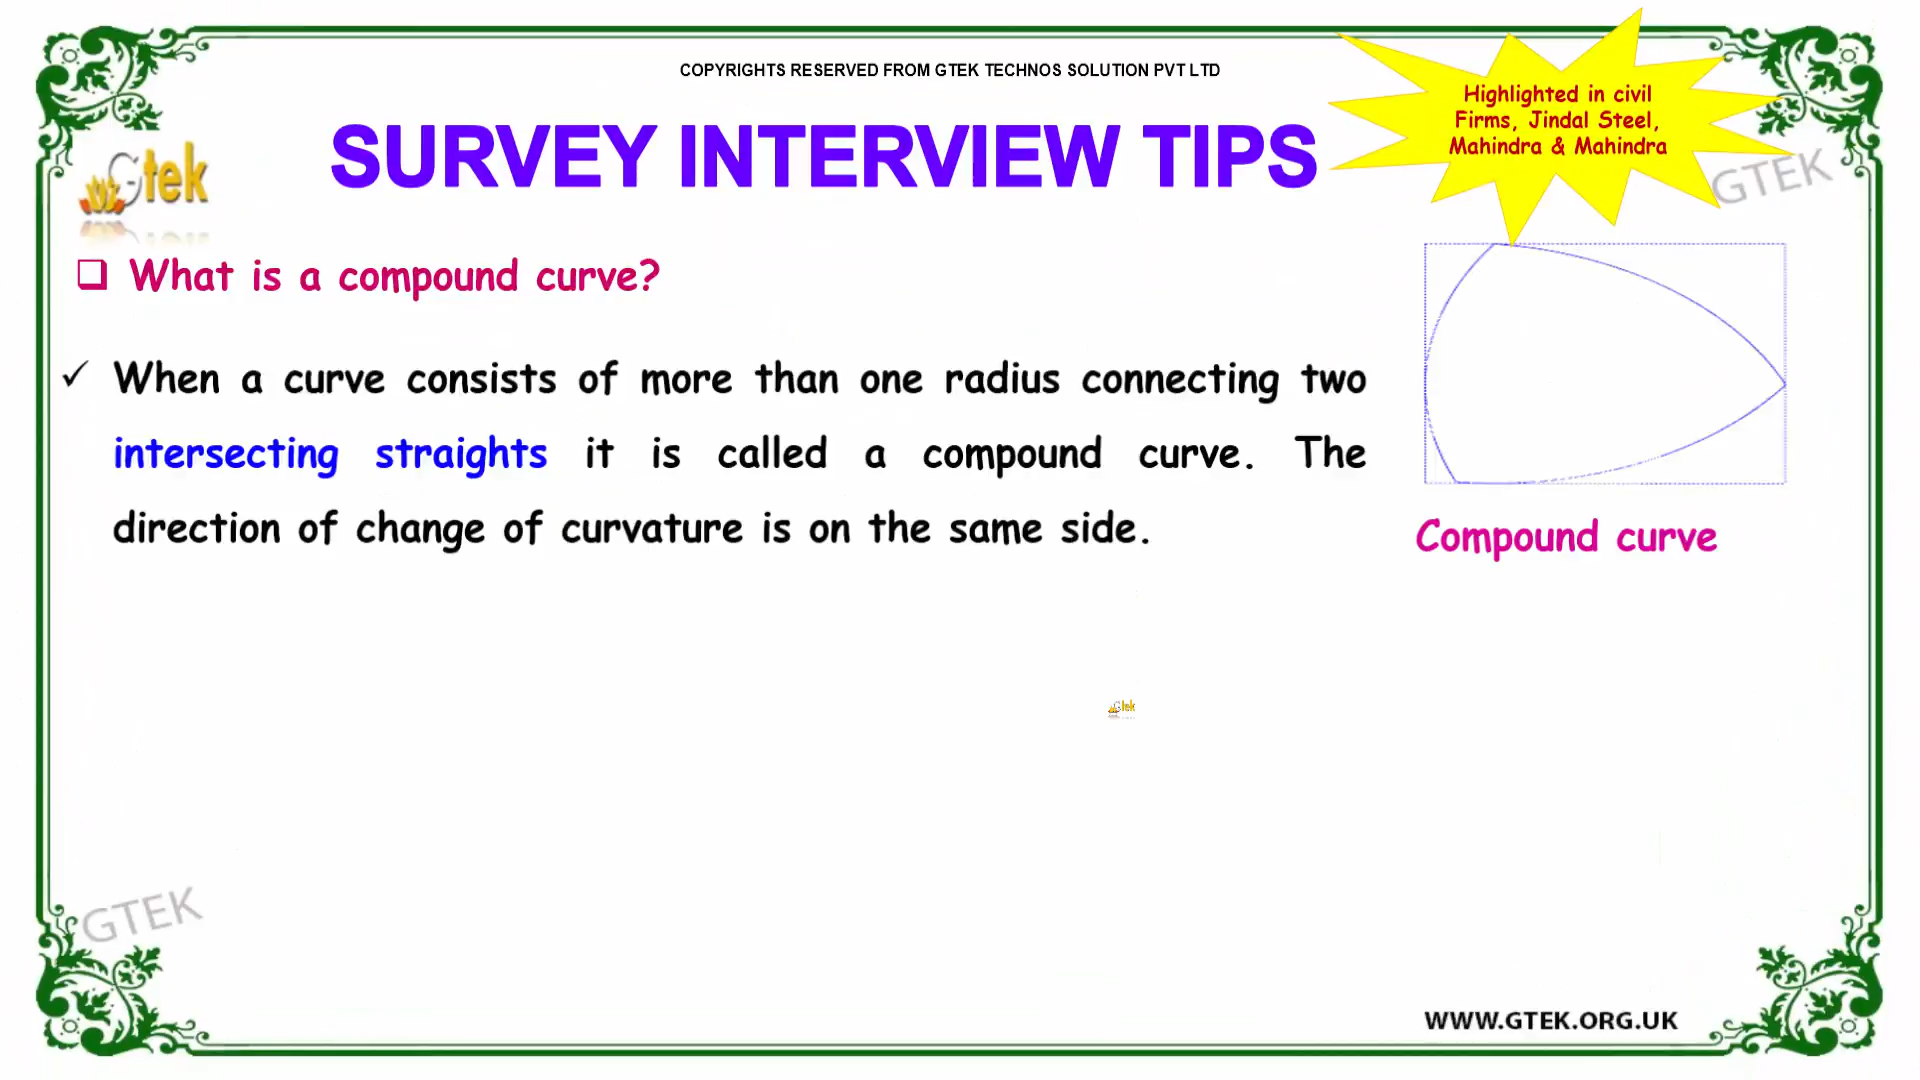 COPYRIGHTS RESERVED FROM GTEK TECHNOS SOLUTION PVT LTD
Highlighted in civil
Firms, Jindal Steel,
Mahindra & Mahindra
SURVEY INTERVIEW TIPS
Gtek
GTEK
What is a compound curve?
When a curve consists of more than one radius connecting two
intersecting straights it is called a compound curve. The
direction of change of curvature is on the same side.
Compound curve
Gtek
GTEK
WWW.GTEK.ORG.UK